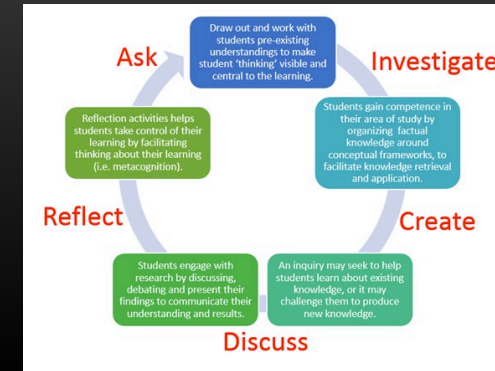 Ask
Draw out and work with
students pre-existing
understandings to make
student 'thinking' visible and
central to the learning.
Investigate
Students gain competence in
their area of study by
organizing factual
knowledge around
conceptual frameworks, to
facilitate knowledge retrieval
and application.
Create
An inquiry may seek to help
students learn about existing
knowledge, or it may
challenge them to produce
new knowledge.
Discuss
Students engage with
research by discussing,
debating and present their
findings to communicate their
understanding and results.
Reflect
Reflection activities helps
students take control of their
learning by facilitating
thinking about their learning
(i.e. metacognition).